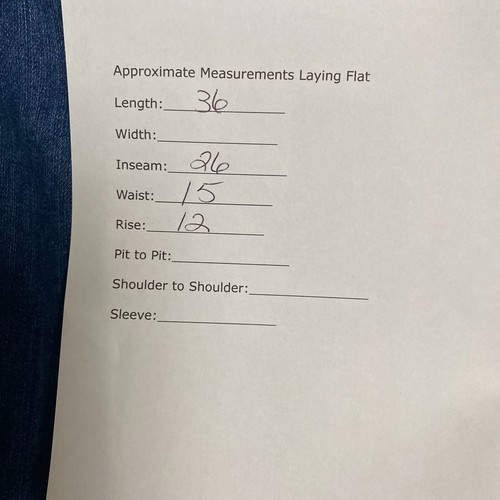 Approximate Measurements Laying Flat
Length: 36
Width:
Inseam: 26
Waist: 15
Rise: 12
Pit to Pit:
Shoulder to Shoulder:
Sleeve: